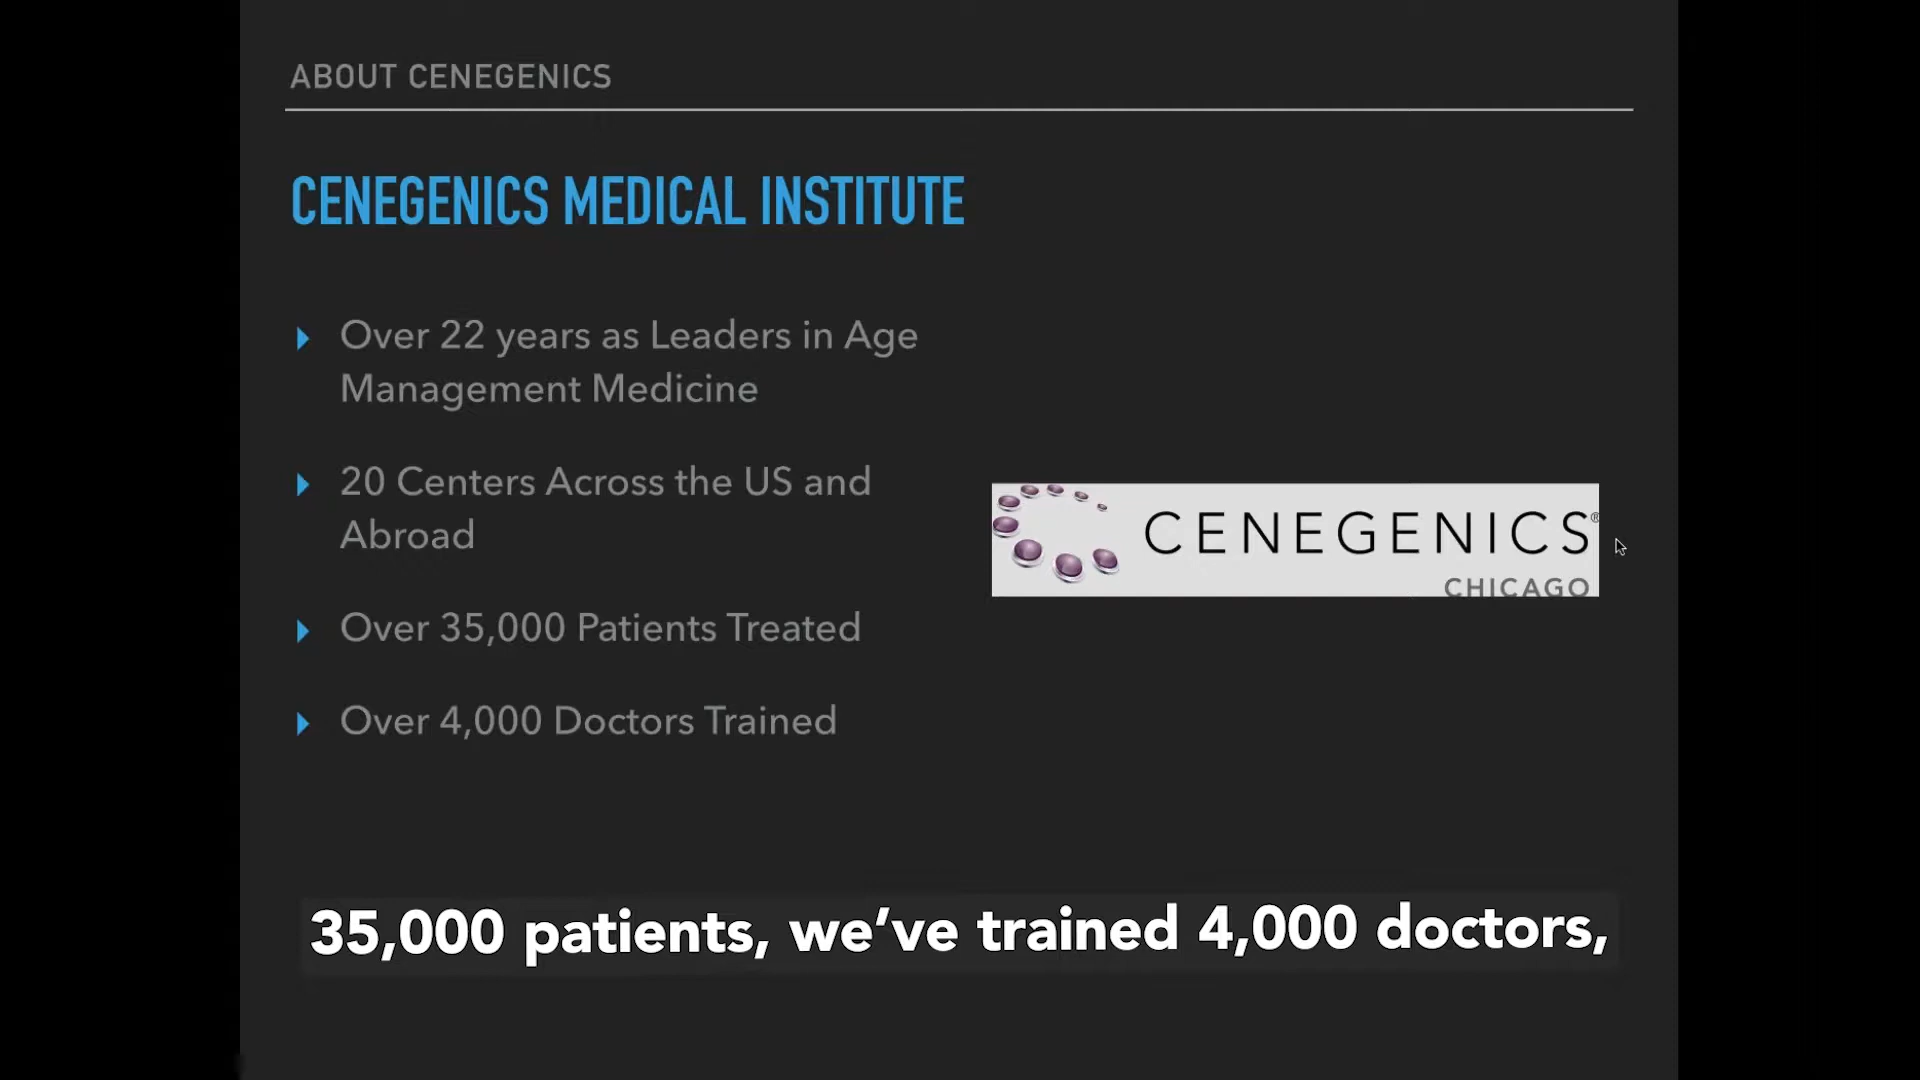 ABOUT CENEGENICS
CENEGENICS MEDICAL INSTITUTE
Over 22 years as Leaders in Age
Management Medicine
20 Centers Across the US and
Abroad
Over 35,000 Patients Treated
Over 4,000 Doctors Trained
CENEGENICS®
CHICAGO
35,000 patients, we’ve trained 4,000 doctors,